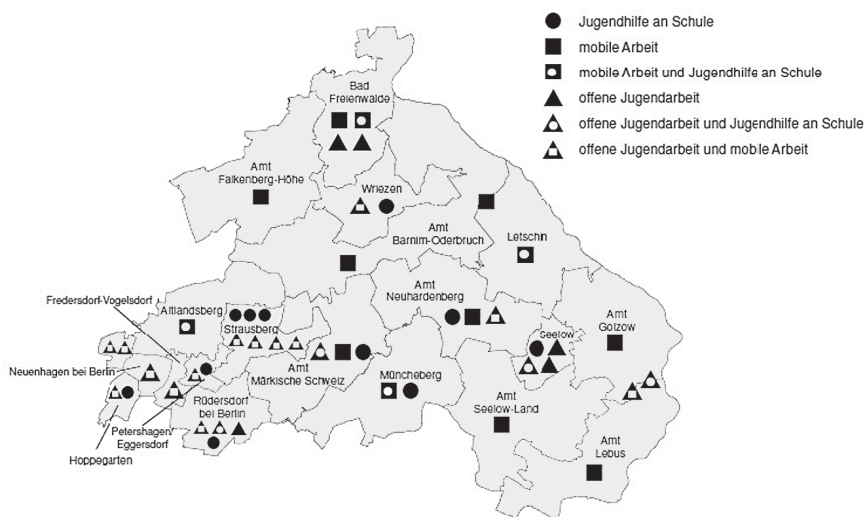 Jugendhilfe an Schule
mobile Arbeit
mobile Arbeit und Jugendhilfe an Schule
offene Jugendarbeit
offene Jugendarbeit und Jugendhilfe an Schule
offene Jugendarbeit und mobile Arbeit
Bad
Freienwalde
Amt
Falkenberg-Höhe
Wriezen
Amt
Barnim-Oderbruch
Letschin
Amt
Neuhardenberg
Fredersdorf-Vogelsdorf
Altlandsberg
Strausberg
Seelow
Amt
Golzow
Neuenhagen bei Berlin
Amt
Märkische Schweiz
Müncheberg
Rüdersdorf
bei Berlin
Amt
Seelow-Land
Petershagen/
Eggersdorf
Hoppegarten
Amt
Lebus